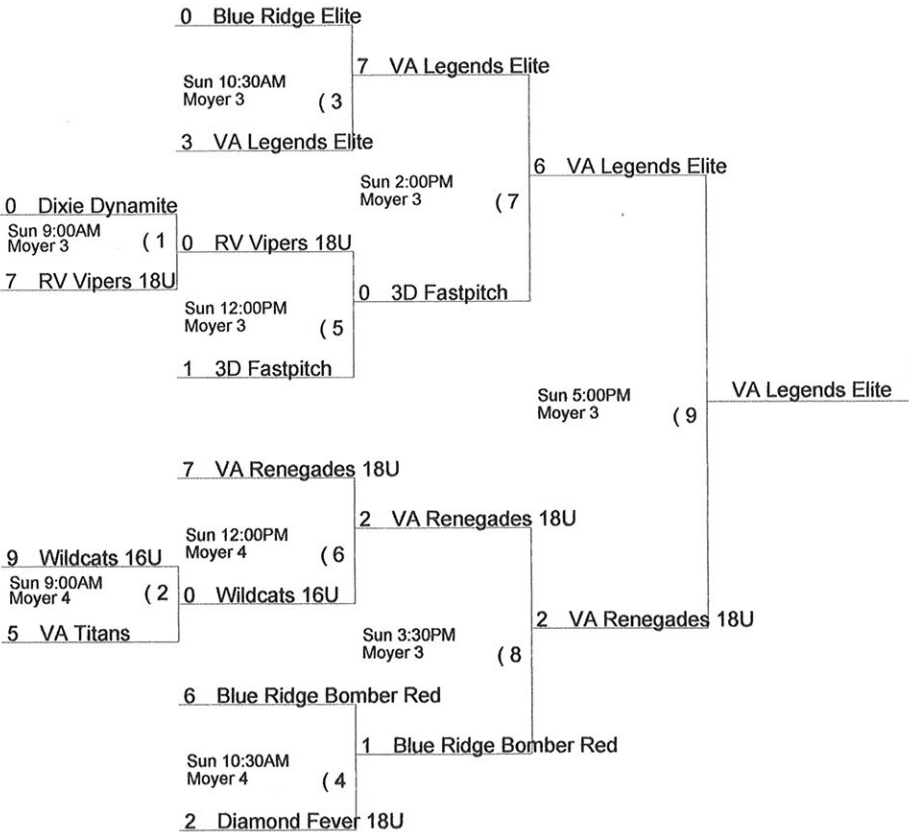 0 Blue Ridge Elite
7 VA Legends Elite
Sun 10:30AM
Moyer 3 ( 3
3 VA Legends Elite
6 VA Legends Elite
Sun 2:00PM
Moyer 3 ( 7
0 Dixie Dynamite
Sun 9:00AM
Moyer 3 ( 1
0 RV Vipers 18U
7 RV Vipers 18U
0 3D Fastpitch
Sun 12:00PM
Moyer 3 ( 5
1 3D Fastpitch
VA Legends Elite
Sun 5:00PM
Moyer 3 ( 9
7 VA Renegades 18U
2 VA Renegades 18U
Sun 12:00PM
Moyer 4 ( 6
9 Wildcats 16U
Sun 9:00AM
Moyer 4 ( 2
0 Wildcats 16U
5 VA Titans
2 VA Renegades 18U
Sun 3:30PM
Moyer 3 ( 8
6 Blue Ridge Bomber Red
1 Blue Ridge Bomber Red
Sun 10:30AM
Moyer 4 ( 4
2 Diamond Fever 18U